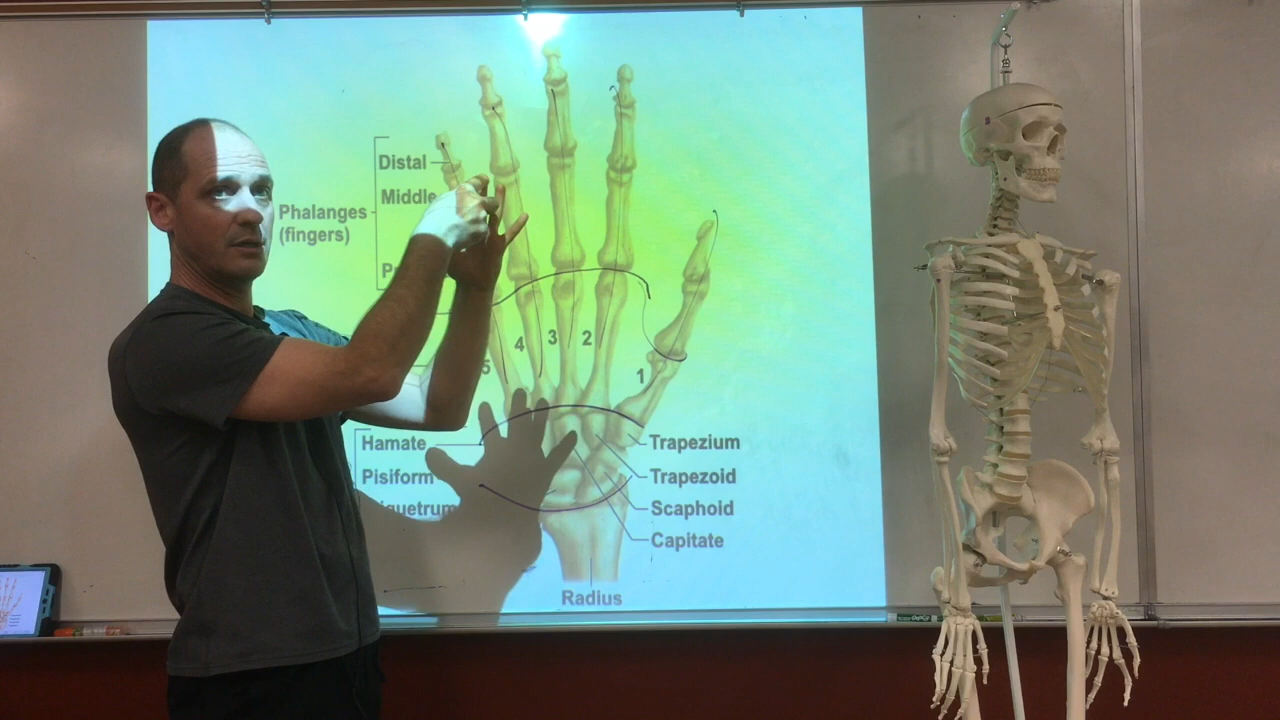 Distal
Middle
Phalanges
(fingers)
4
3
2
5
1
Hamate
Trapezium
Pisiform
Trapezoid
Scaphoid
Capitate
Radius